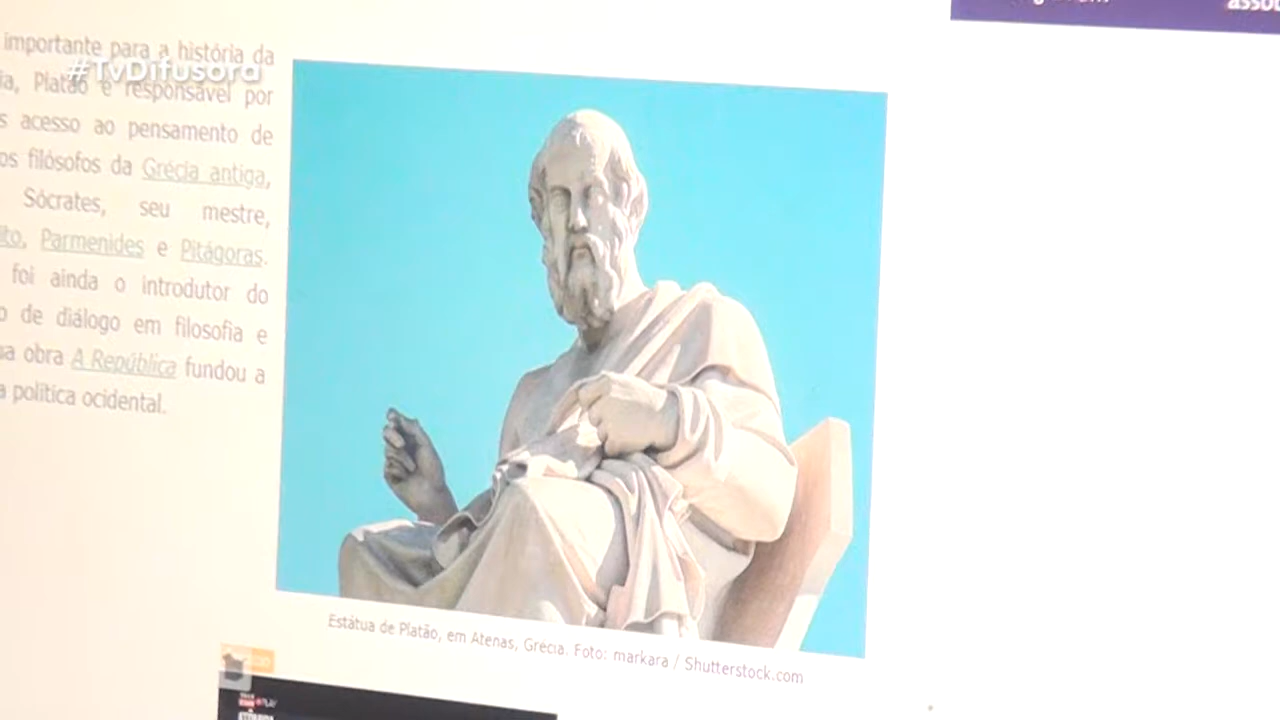 importante para a história da
#TvDifusora
ia, Platão é responsável por
s acesso ao pensamento de
os filósofos da Grécia antiga,
Sócrates, seu mestre,
ito, Parmenides e Pitágoras.
foi ainda o introdutor do
o de diálogo em filosofia e
a obra A República fundou a
a política ocidental.
Estátua de Platão, em Atenas, Grécia. Foto: markara / Shutterstock.com